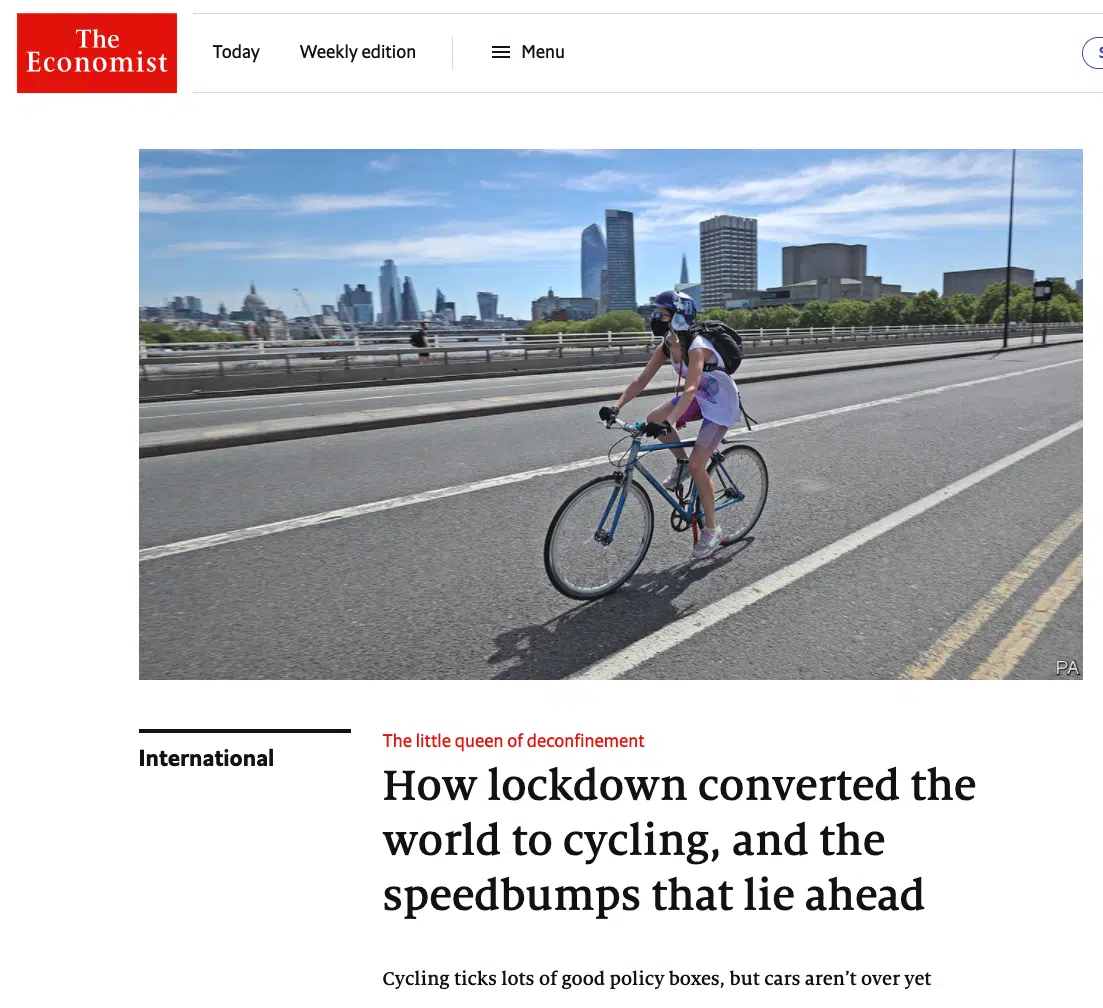 The
Economist
Today
Weekly edition
Menu
PA
International
The little queen of deconfinement
How lockdown converted the
world to cycling, and the
speedbumps that lie ahead
Cycling ticks lots of good policy boxes, but cars aren’t over yet